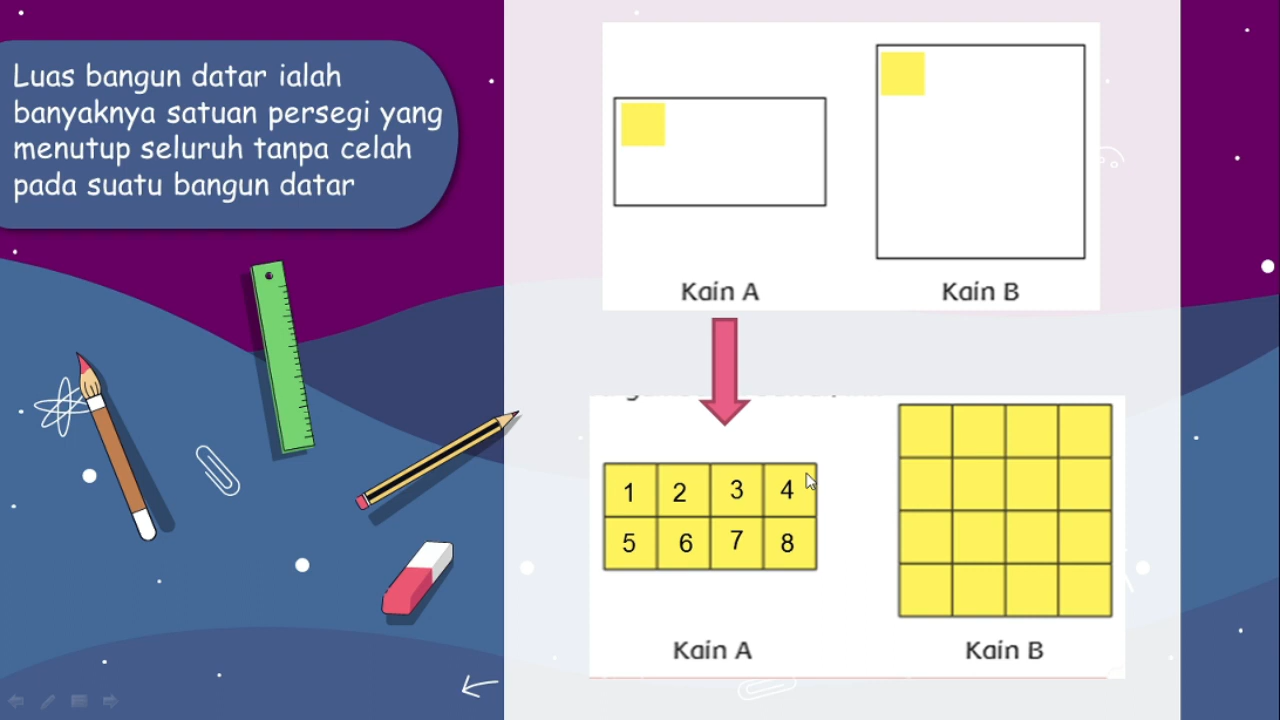 Luas bangun datar ialah
banyaknya satuan persegi yang
menutup seluruh tanpa celah
pada suatu bangun datar
Kain A
Kain B
1 2 3 4
5 6 7 8
Kain A
Kain B